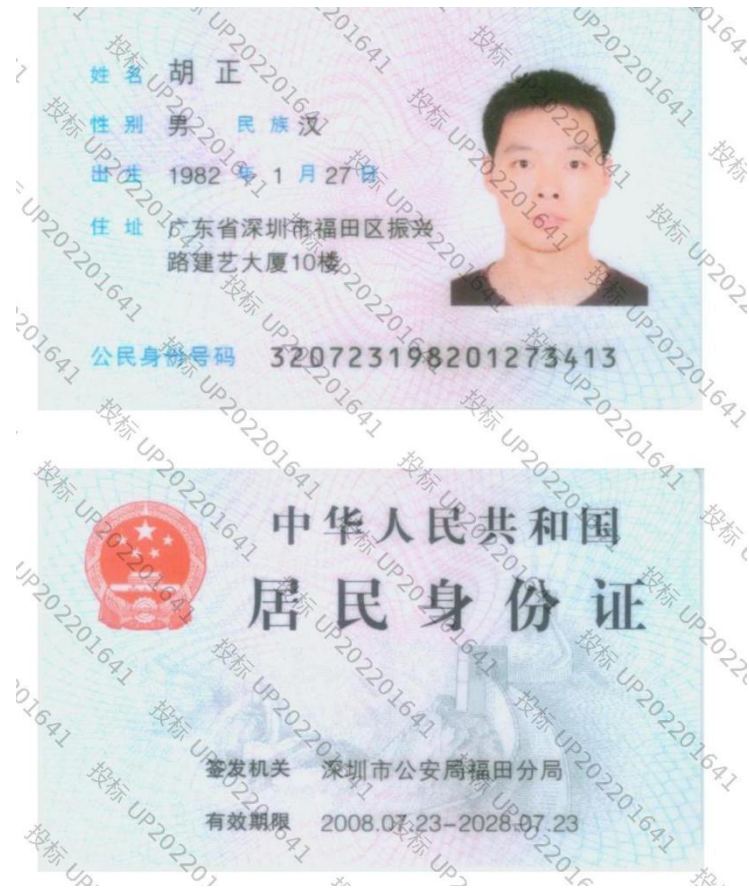 姓名 胡正
性别 男 民族 汉
出生 1982 年 1 月 27 日
住址 广东省深圳市福田区振兴
路建艺大厦10楼
公民身份号码 320723198201273413
中华人民共和国
居民身份证
签发机关 深圳市公安局福田分局
有效期限 2008.07.23-2028.07.23
投标 UP202201641